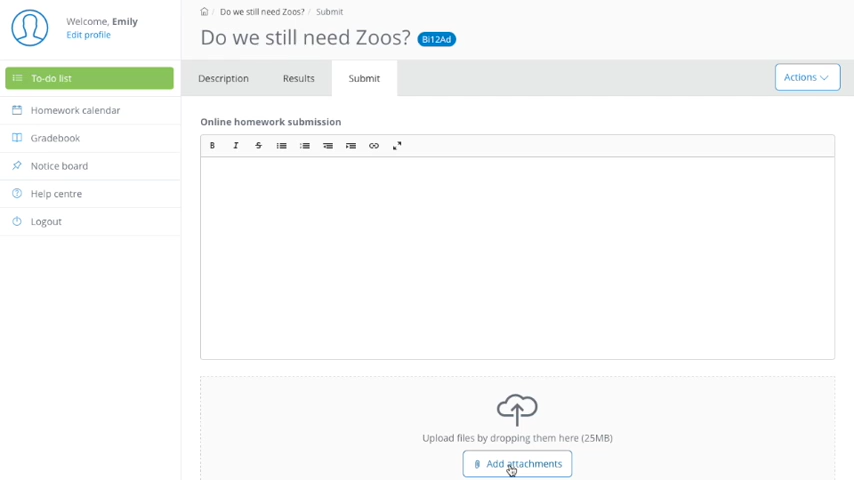 Welcome, Emily
Edit profile
To-do list
Homework calendar
Gradebook
Notice board
Help centre
Logout
/ Do we still need Zoos? / Submit
Do we still need Zoos? Bi12Ad
Description Results Submit Actions
Online homework submission
B I S
Upload files by dropping them here (25MB)
Add attachments